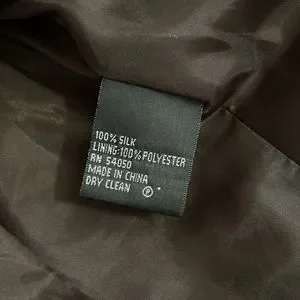 100% SILK
LINING:100% POLYESTER
RN 54050
MADE IN CHINA
DRY CLEAN Ⓟ